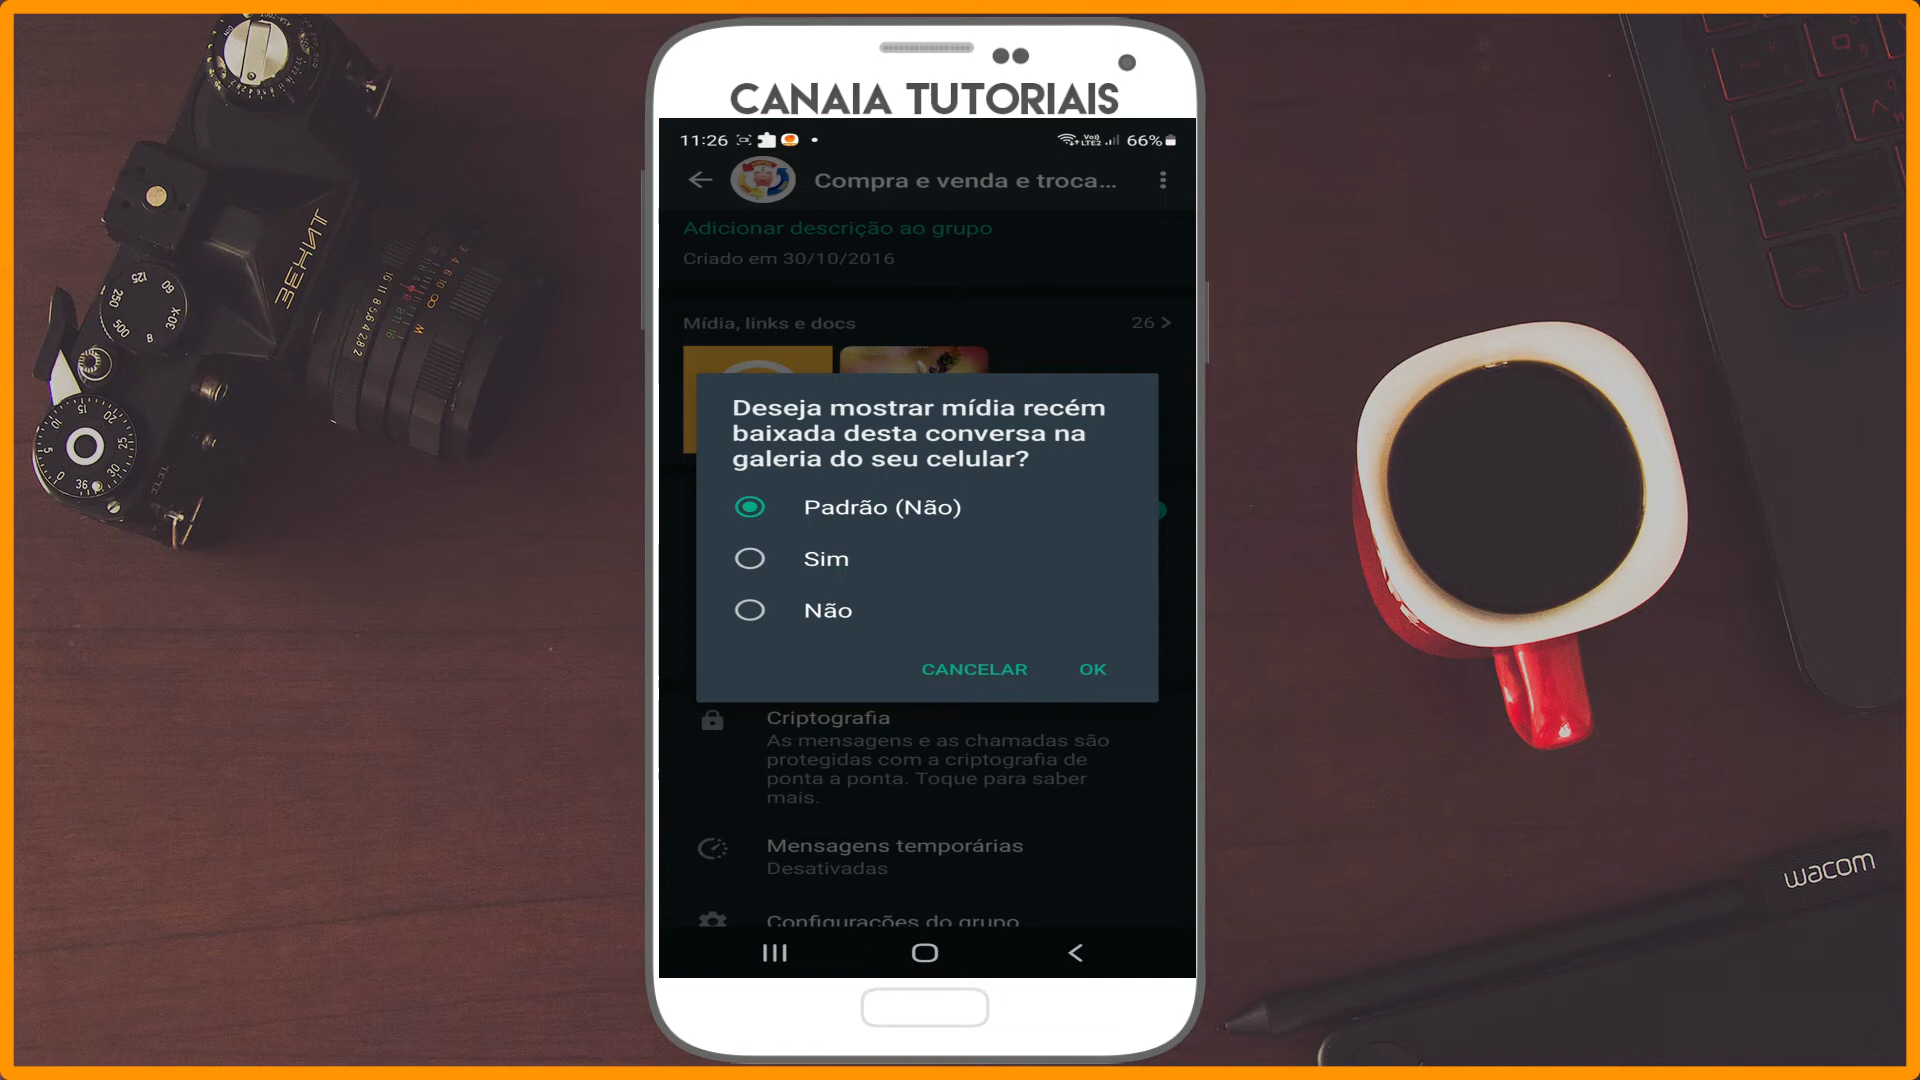 CANAIA TUTORIAIS
11:26 66%
Compra e venda e troca...
Adicionar descrição ao grupo
Criado em 30/10/2016
Mídia, links e docs 26
Deseja mostrar mídia recém
baixada desta conversa na
galeria do seu celular?
Padrão (Não)
Sim
Não
CANCELAR OK
Criptografia
As mensagens e as chamadas são
protegidas com a criptografia de
ponta a ponta. Toque para saber
mais.
Mensagens temporárias
Desativadas
Configurações do grupo
ЗЕНИТ
wacom